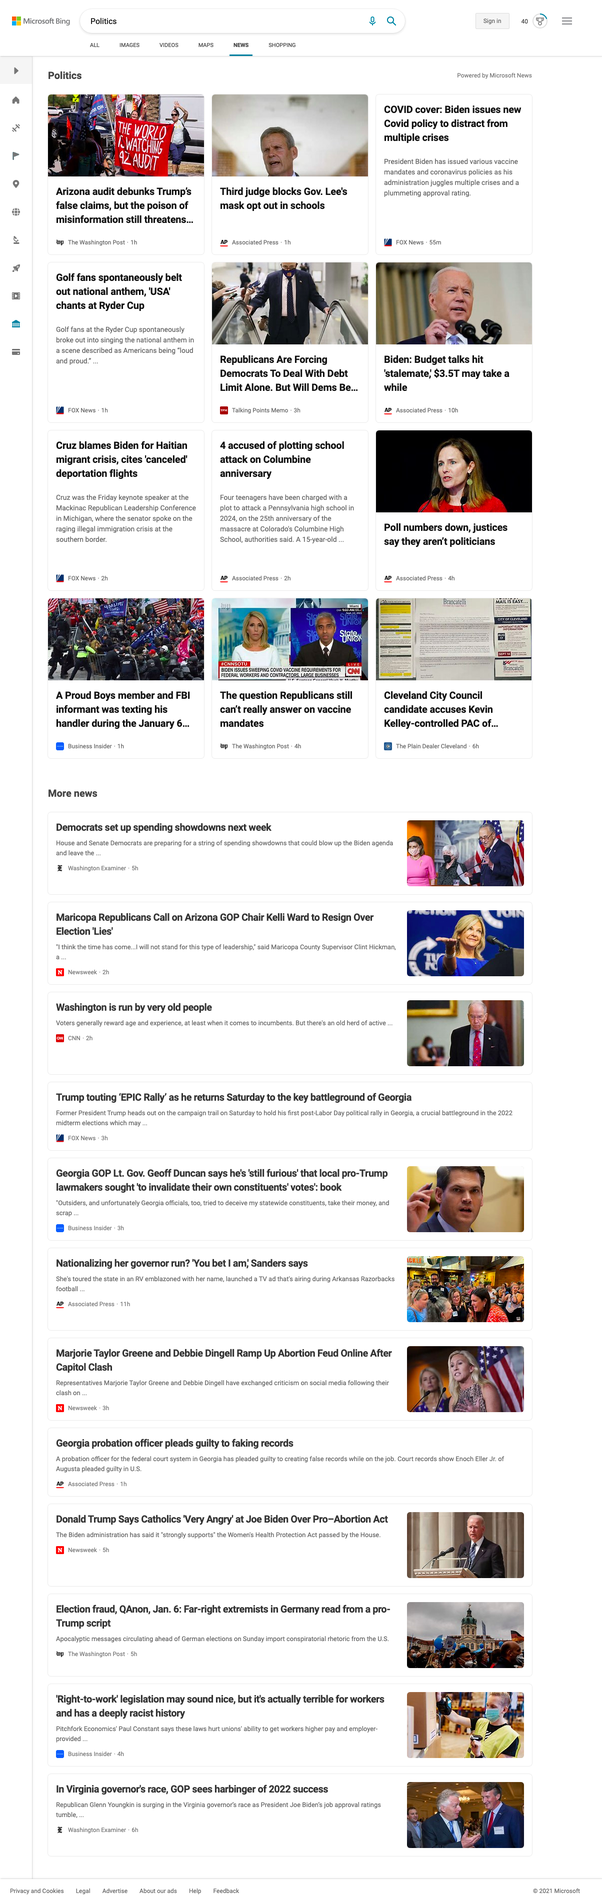 Microsoft Bing
Politics
Sign in
40
ALL
IMAGES
VIDEOS
MAPS
NEWS
SHOPPING
Politics
Powered by Microsoft News
THE WORLD
IS WATCHING
AZ AUDIT
Arizona audit debunks Trump's
false claims, but the poison of
misinformation still threatens...
wp The Washington Post · 1h
Third judge blocks Gov. Lee's
mask opt out in schools
AP Associated Press · 1h
COVID cover: Biden issues new
Covid policy to distract from
multiple crises
President Biden has issued various vaccine
mandates and coronavirus policies as his
administration juggles multiple crises and a
plummeting approval rating.
FOX News · 55m
Golf fans spontaneously belt
out national anthem, 'USA'
chants at Ryder Cup
Golf fans at the Ryder Cup spontaneously
broke out into singing the national anthem in
a scene described as Americans being “loud
and proud.” ...
FOX News · 1h
Republicans Are Forcing
Democrats To Deal With Debt
Limit Alone. But Will Dems Be...
Talking Points Memo · 3h
Biden: Budget talks hit
'stalemate,' $3.5T may take a
while
AP Associated Press · 10h
Cruz blames Biden for Haitian
migrant crisis, cites 'canceled'
deportation flights
Cruz was the Friday keynote speaker at the
Mackinac Republican Leadership Conference
in Michigan, where the senator spoke on the
raging illegal immigration crisis at the
southern border.
FOX News · 2h
4 accused of plotting school
attack on Columbine
anniversary
Four teenagers have been charged with a
plot to attack a Pennsylvania high school in
2024, on the 25th anniversary of the
massacre at Colorado's Columbine High
School, authorities said. A 15-year-old ...
AP Associated Press · 2h
Poll numbers down, justices
say they aren’t politicians
AP Associated Press · 4h
A Proud Boys member and FBI
informant was texting his
handler during the January 6...
Business Insider · 1h
#CNNSOTU
BIDEN ISSUES SWEEPING COVID VACCINE REQUIREMENTS FOR
FEDERAL WORKERS AND CONTRACTORS, LARGE BUSINESSES
LIVE
CNN
The question Republicans still
can’t really answer on vaccine
mandates
wp The Washington Post · 4h
Brancatelli
Cleveland City Council
candidate accuses Kevin
Kelley-controlled PAC of...
The Plain Dealer Cleveland · 6h
More news
Democrats set up spending showdowns next week
House and Senate Democrats are preparing for a string of spending showdowns that could blow up the Biden agenda
and leave the ...
Washington Examiner · 5h
Maricopa Republicans Call on Arizona GOP Chair Kelli Ward to Resign Over
Election 'Lies'
"I think the time has come...I will not stand for this type of leadership," said Maricopa County Supervisor Clint Hickman,
a ...
N Newsweek · 2h
Washington is run by very old people
Voters generally reward age and experience, at least when it comes to incumbents. But there's an old herd of active ...
CNN CNN · 2h
Trump touting ‘EPIC Rally’ as he returns Saturday to the key battleground of Georgia
Former President Trump heads out on the campaign trail on Saturday to hold his first post-Labor Day political rally in Georgia, a crucial battleground in the 2022
midterm elections which may ...
FOX News · 3h
Georgia GOP Lt. Gov. Geoff Duncan says he's 'still furious' that local pro-Trump
lawmakers sought 'to invalidate their own constituents' votes': book
"Outsiders, and unfortunately Georgia officials, too, tried to deceive my statewide constituents, take their money, and
scrap ...
Business Insider · 3h
Nationalizing her governor run? 'You bet I am,' Sanders says
She's toured the state in an RV emblazoned with her name, launched a TV ad that's airing during Arkansas Razorbacks
football ...
AP Associated Press · 11h
Marjorie Taylor Greene and Debbie Dingell Ramp Up Abortion Feud Online After
Capitol Clash
Representatives Marjorie Taylor Greene and Debbie Dingell have exchanged criticism on social media following their
clash on ...
N Newsweek · 3h
Georgia probation officer pleads guilty to faking records
A probation officer for the federal court system in Georgia has pleaded guilty to creating false records while on the job. Court records show Enoch Eller Jr. of
Augusta pleaded guilty in U.S.
AP Associated Press · 1h
Donald Trump Says Catholics 'Very Angry' at Joe Biden Over Pro–Abortion Act
The Biden administration has said it "strongly supports" the Women's Health Protection Act passed by the House.
N Newsweek · 5h
Election fraud, QAnon, Jan. 6: Far-right extremists in Germany read from a pro-
Trump script
Apocalyptic messages circulating ahead of German elections on Sunday import conspiratorial rhetoric from the U.S.
wp The Washington Post · 5h
'Right-to-work' legislation may sound nice, but it's actually terrible for workers
and has a deeply racist history
Pitchfork Economics' Paul Constant says these laws hurt unions' ability to get workers higher pay and employer-
provided ...
Business Insider · 4h
In Virginia governor's race, GOP sees harbinger of 2022 success
Republican Glenn Youngkin is surging in the Virginia governor's race as President Joe Biden's job approval ratings
tumble, ...
Washington Examiner · 6h
Privacy and Cookies
Legal
Advertise
About our ads
Help
Feedback
© 2021 Microsoft